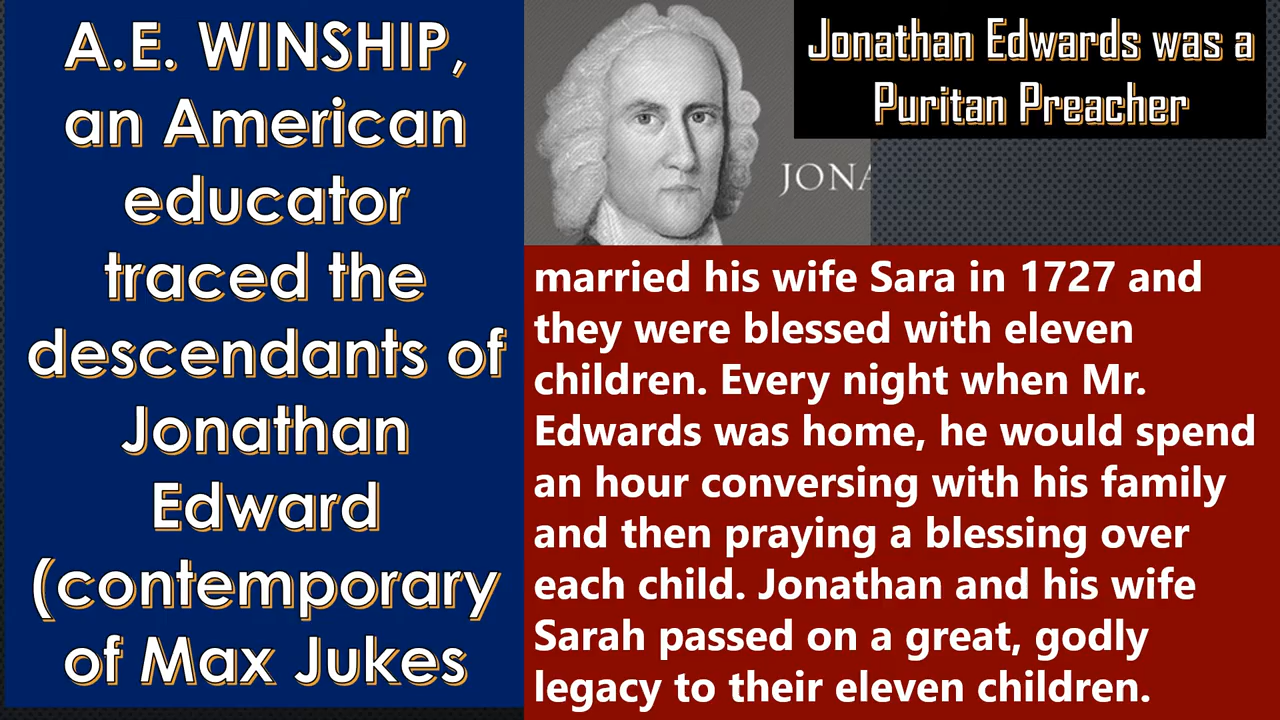 A.E. WINSHIP,
an American
educator
traced the
descendants of
Jonathan
Edward
(contemporary
of Max Jukes
Jonathan Edwards was a
Puritan Preacher
JONA
married his wife Sara in 1727 and
they were blessed with eleven
children. Every night when Mr.
Edwards was home, he would spend
an hour conversing with his family
and then praying a blessing over
each child. Jonathan and his wife
Sarah passed on a great, godly
legacy to their eleven children.